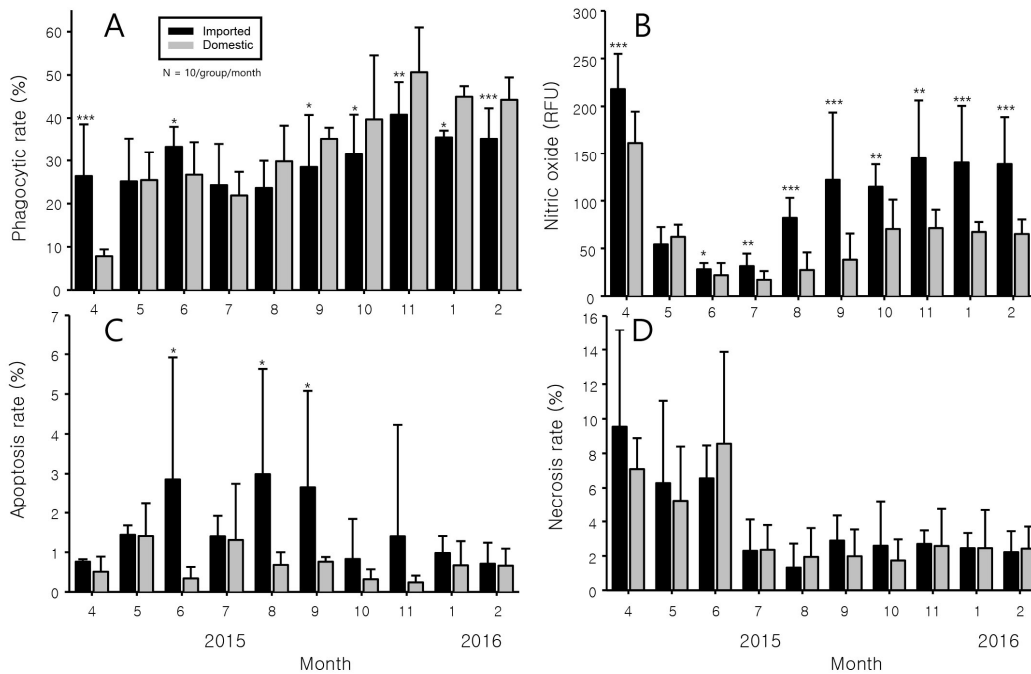 A
Imported
Domestic
N = 10/group/month
Phagocytic rate (%)
60
50
40
30
20
10
0
*** * * * ** * ***
4 5 6 7 8 9 10 11 1 2
B
Nitric oxide (RFU)
300
250
200
150
100
50
0
*** * ** *** *** ** ** *** ***
4 5 6 7 8 9 10 11 1 2
C
Apoptosis rate (%)
7
6
5
4
3
2
1
0
* * *
4 5 6 7 8 9 10 11 1 2
2015 2016
Month
D
Necrosis rate (%)
16
14
12
10
8
6
4
2
0
4 5 6 7 8 9 10 11 1 2
2015 2016
Month